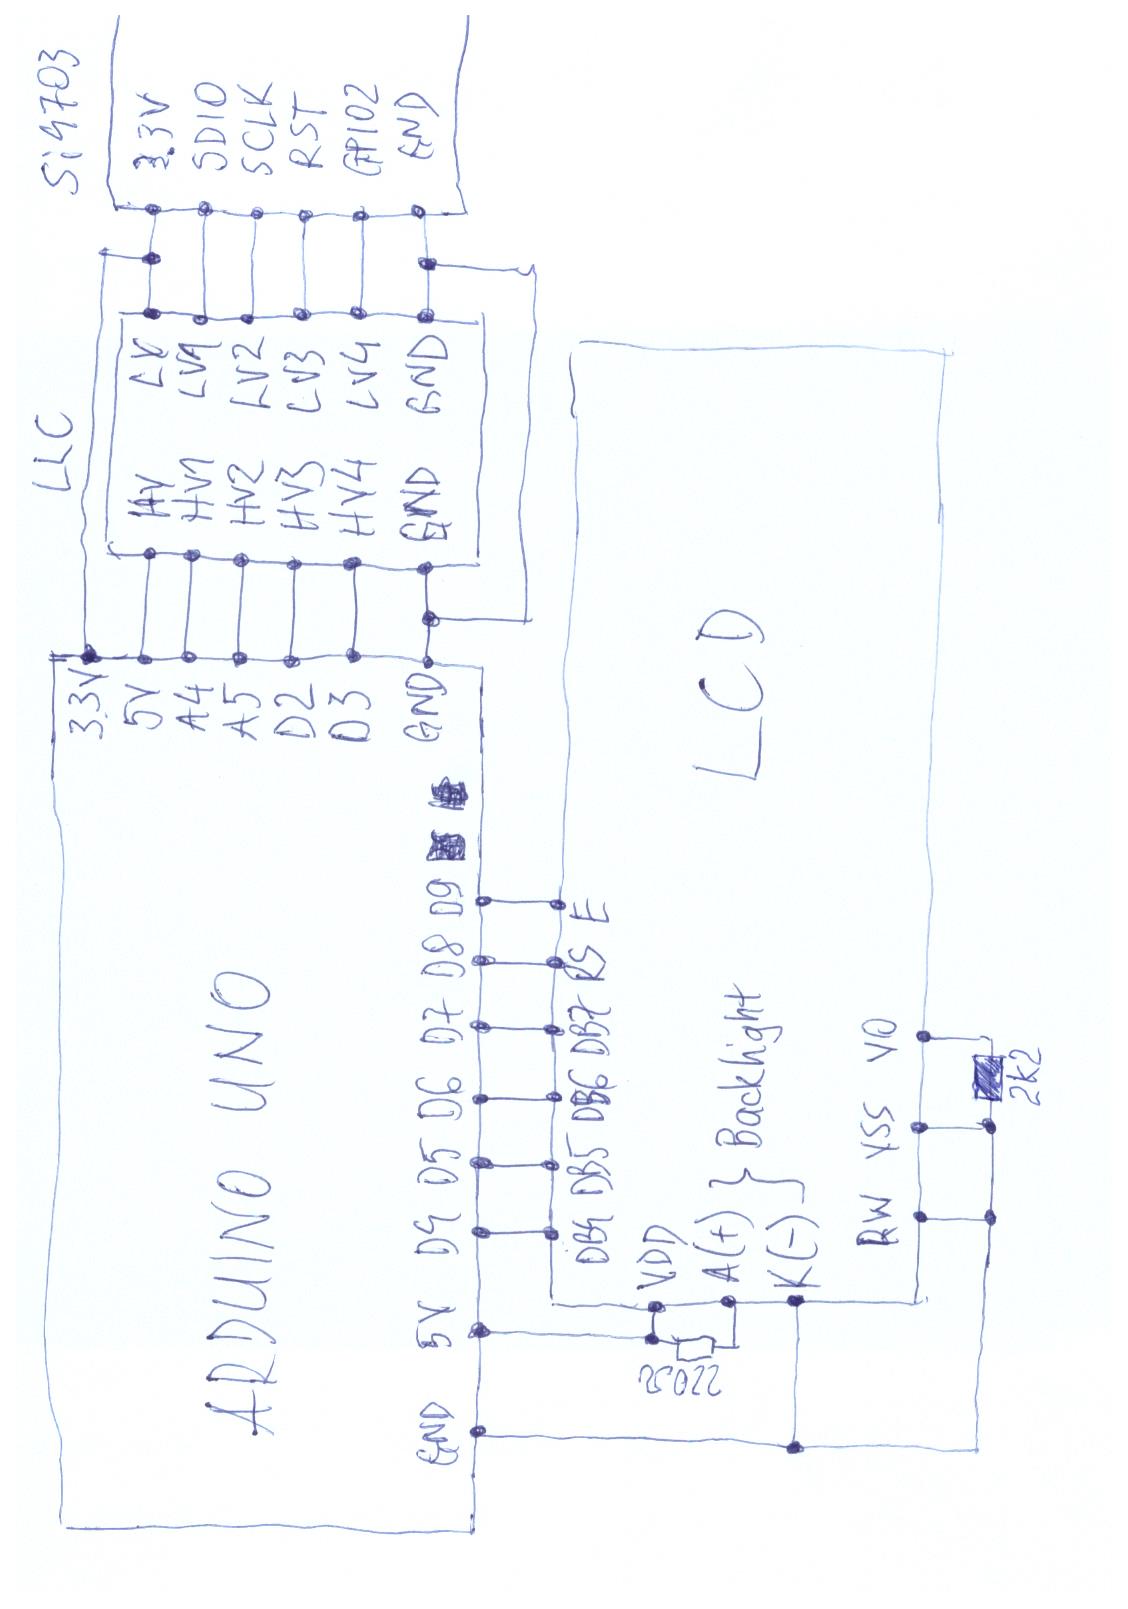 LLC
Si4703
3.3V
5V HV LV 3.3V
A4 HV1 LV1 SDIO
ARDUINO UNO
A5 HV2 LV2 SCLK
D2 HV3 LV3 RST
D3 HV4 LV4 GPIO2
GND GND GND GND
GND 5V D4 D5 D6 D7 D8 D9
DB4 DB5 DB6 DB7 RS E
VDD
220Ω
A(+)
Backlight
LCD
K(-)
RW VSS VO
2k2